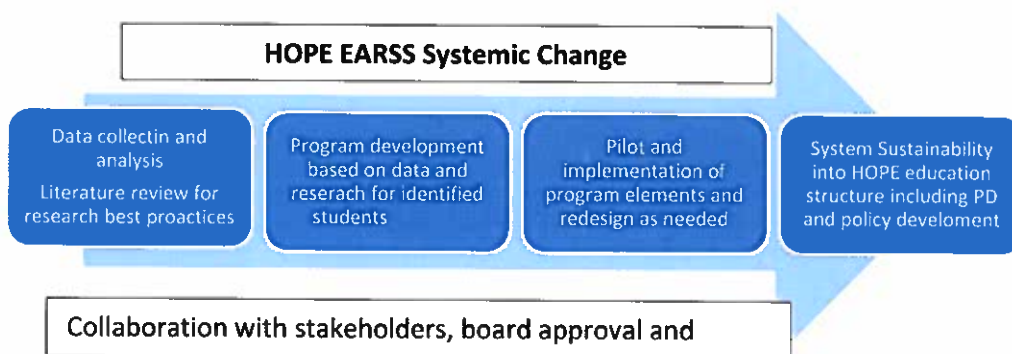 HOPE EARSS Systemic Change
Data collectin and
analysis
Literature review for
research best proactices
Program development
based on data and
reserach for identified
students
Pilot and
implementation of
program elements and
redesign as needed
System Sustainability
into HOPE education
structure including PD
and policy develoment
Collaboration with stakeholders, board approval and